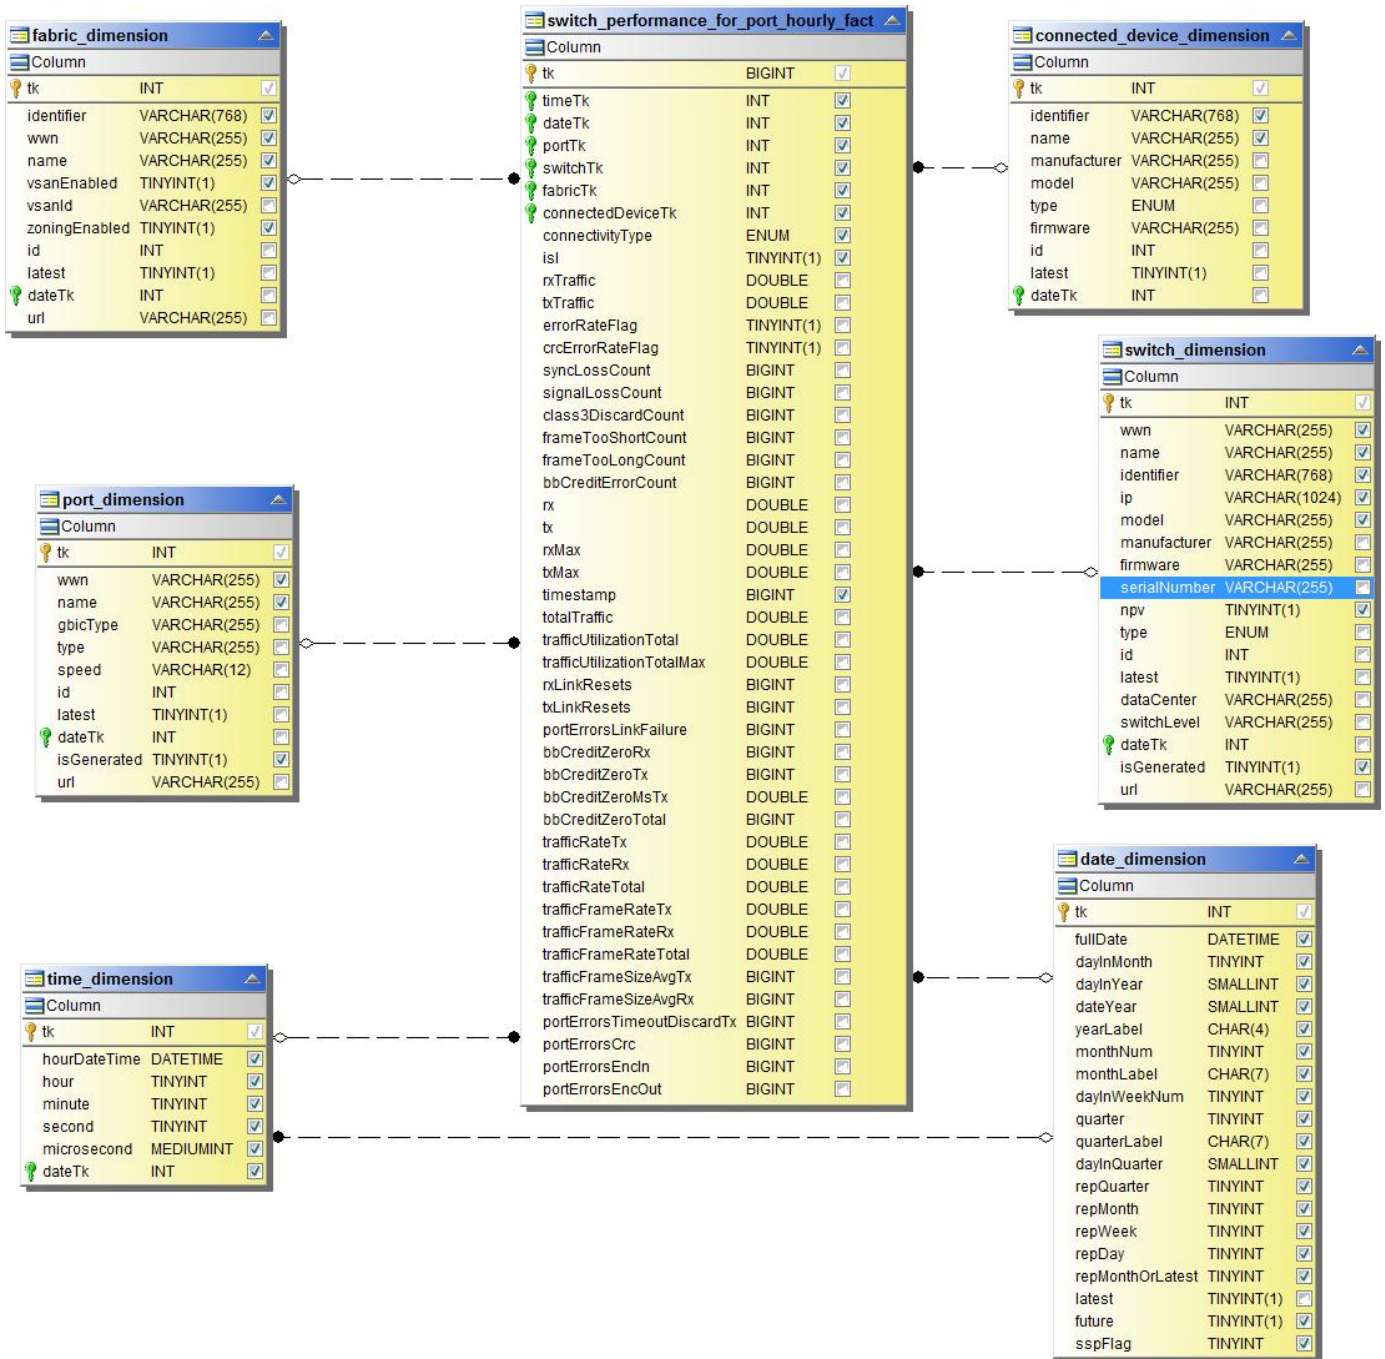 fabric_dimension
Column
tk INT
identifier VARCHAR(768)
wwn VARCHAR(255)
name VARCHAR(255)
vsanEnabled TINYINT(1)
vsanId VARCHAR(255)
zoningEnabled TINYINT(1)
id INT
latest TINYINT(1)
dateTk INT
url VARCHAR(255)
port_dimension
Column
tk INT
wwn VARCHAR(255)
name VARCHAR(255)
gbicType VARCHAR(255)
type VARCHAR(255)
speed VARCHAR(12)
id INT
latest TINYINT(1)
dateTk INT
isGenerated TINYINT(1)
url VARCHAR(255)
time_dimension
Column
tk INT
hourDateTime DATETIME
hour TINYINT
minute TINYINT
second TINYINT
microsecond MEDIUMINT
dateTk INT
switch_performance_for_port_hourly_fact
Column
tk BIGINT
timeTk INT
dateTk INT
portTk INT
switchTk INT
fabricTk INT
connectedDeviceTk INT
connectivityType ENUM
isl TINYINT(1)
rxTraffic DOUBLE
txTraffic DOUBLE
errorRateFlag TINYINT(1)
crcErrorRateFlag TINYINT(1)
syncLossCount BIGINT
signalLossCount BIGINT
class3DiscardCount BIGINT
frameTooShortCount BIGINT
frameTooLongCount BIGINT
bbCreditErrorCount BIGINT
rx DOUBLE
tx DOUBLE
rxMax DOUBLE
txMax DOUBLE
timestamp BIGINT
totalTraffic DOUBLE
trafficUtilizationTotal DOUBLE
trafficUtilizationTotalMax DOUBLE
rxLinkResets BIGINT
txLinkResets BIGINT
portErrorsLinkFailure BIGINT
bbCreditZeroRx BIGINT
bbCreditZeroTx BIGINT
bbCreditZeroMsTx DOUBLE
bbCreditZeroTotal BIGINT
trafficRateTx DOUBLE
trafficRateRx DOUBLE
trafficRateTotal DOUBLE
trafficFrameRateTx DOUBLE
trafficFrameRateRx DOUBLE
trafficFrameRateTotal DOUBLE
trafficFrameSizeAvgTx BIGINT
trafficFrameSizeAvgRx BIGINT
portErrorsTimeoutDiscardTx BIGINT
portErrorsCrc BIGINT
portErrorsEncIn BIGINT
portErrorsEncOut BIGINT
connected_device_dimension
Column
tk INT
identifier VARCHAR(768)
name VARCHAR(255)
manufacturer VARCHAR(255)
model VARCHAR(255)
type ENUM
firmware VARCHAR(255)
id INT
latest TINYINT(1)
dateTk INT
switch_dimension
Column
tk INT
wwn VARCHAR(255)
name VARCHAR(255)
identifier VARCHAR(768)
ip VARCHAR(1024)
model VARCHAR(255)
manufacturer VARCHAR(255)
firmware VARCHAR(255)
serialNumber VARCHAR(255)
npv TINYINT(1)
type ENUM
id INT
latest TINYINT(1)
dataCenter VARCHAR(255)
switchLevel VARCHAR(255)
dateTk INT
isGenerated TINYINT(1)
url VARCHAR(255)
date_dimension
Column
tk INT
fullDate DATETIME
dayInMonth TINYINT
dayInYear SMALLINT
dateYear SMALLINT
yearLabel CHAR(4)
monthNum TINYINT
monthLabel CHAR(7)
dayInWeekNum TINYINT
quarter TINYINT
quarterLabel CHAR(7)
dayInQuarter SMALLINT
repQuarter TINYINT
repMonth TINYINT
repWeek TINYINT
repDay TINYINT
repMonthOrLatest TINYINT
latest TINYINT(1)
future TINYINT(1)
sspFlag TINYINT